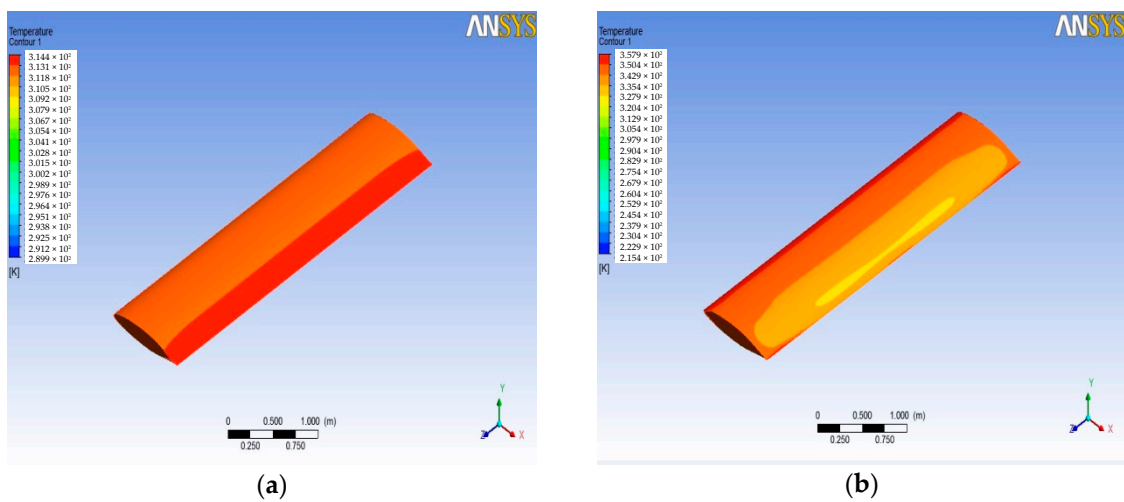 ANSYS
Temperature
Contour 1
3.144 × 10²
3.131 × 10²
3.118 × 10²
3.105 × 10²
3.092 × 10²
3.079 × 10²
3.067 × 10²
3.054 × 10²
3.041 × 10²
3.028 × 10²
3.015 × 10²
3.002 × 10²
2.989 × 10²
2.976 × 10²
2.964 × 10²
2.951 × 10²
2.938 × 10²
2.925 × 10²
2.912 × 10²
2.899 × 10²
[K]
0 0.500 1.000 (m)
0.250 0.750
Y
Z X
(a)
ANSYS
Temperature
Contour 1
3.579 × 10²
3.504 × 10²
3.429 × 10²
3.354 × 10²
3.279 × 10²
3.204 × 10²
3.129 × 10²
3.054 × 10²
2.979 × 10²
2.904 × 10²
2.829 × 10²
2.754 × 10²
2.679 × 10²
2.604 × 10²
2.529 × 10²
2.454 × 10²
2.379 × 10²
2.304 × 10²
2.229 × 10²
2.154 × 10²
[K]
0 0.500 1.000 (m)
0.250 0.750
Y
Z X
(b)